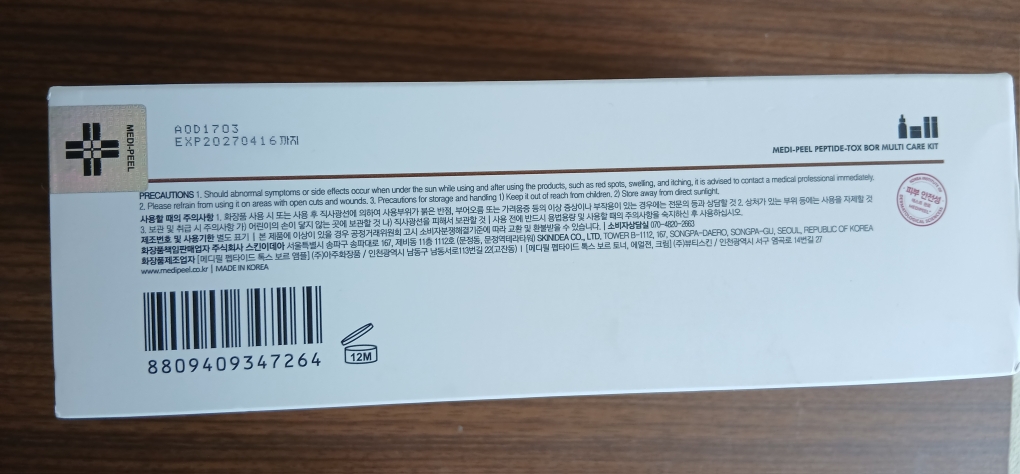 MEDI-PEEL
AOD1703
EXP20270416까지
MEDI-PEEL PEPTIDE-TOX BOR MULTI CARE KIT
PRECAUTIONS 1. Should abnormal symptoms or side effects occur when under the sun while using and after using the products, such as red spots, swelling, and itching, it is advised to contact a medical professional immediately.
2. Please refrain from using it on areas with open cuts and wounds. 3. Precautions for storage and handling 1) Keep it out of reach from children. 2) Store away from direct sunlight.
사용할 때의 주의사항 1. 화장품 사용 시 또는 사용 후 직사광선에 의하여 사용부위가 붉은 반점, 부어오름 또는 가려움증 등의 이상 증상이나 부작용이 있는 경우에는 전문의 등과 상담할 것 2. 상처가 있는 부위 등에는 사용을 자제할 것
3. 보관 및 취급 시 주의사항 가) 어린이의 손이 닿지 않는 곳에 보관할 것 나) 직사광선을 피해서 보관할 것 | 사용 전에 반드시 용법용량 및 사용할 때의 주의사항을 숙지하신 후 사용하십시오.
제조번호 및 사용기한 별도 표기 | 본 제품에 이상이 있을 경우 공정거래위원회 고시 소비자분쟁해결기준에 따라 교환 및 환불받을 수 있습니다. | 소비자상담실 070-4820-2663
화장품책임판매업자 주식회사 스킨이데아 서울특별시 송파구 송파대로 167, 제비동 11층 1112호 (문정동, 문정역테라타워) SKINIDEA CO., LTD. TOWER B-1112, 167, SONGPA-DAERO, SONGPA-GU, SEOUL, REPUBLIC OF KOREA
화장품제조업자 [메디필 펩타이드 톡스 보르 앰플] (주)아주화장품 / 인천광역시 남동구 남동서로113번길 22(고잔동) | [메디필 펩타이드 톡스 보르 토너, 에멀젼, 크림] (주)뷰티스킨 / 인천광역시 서구 염곡로 14번길 27
www.medipeel.co.kr | MADE IN KOREA
피부 안전성
8809409347264
12M